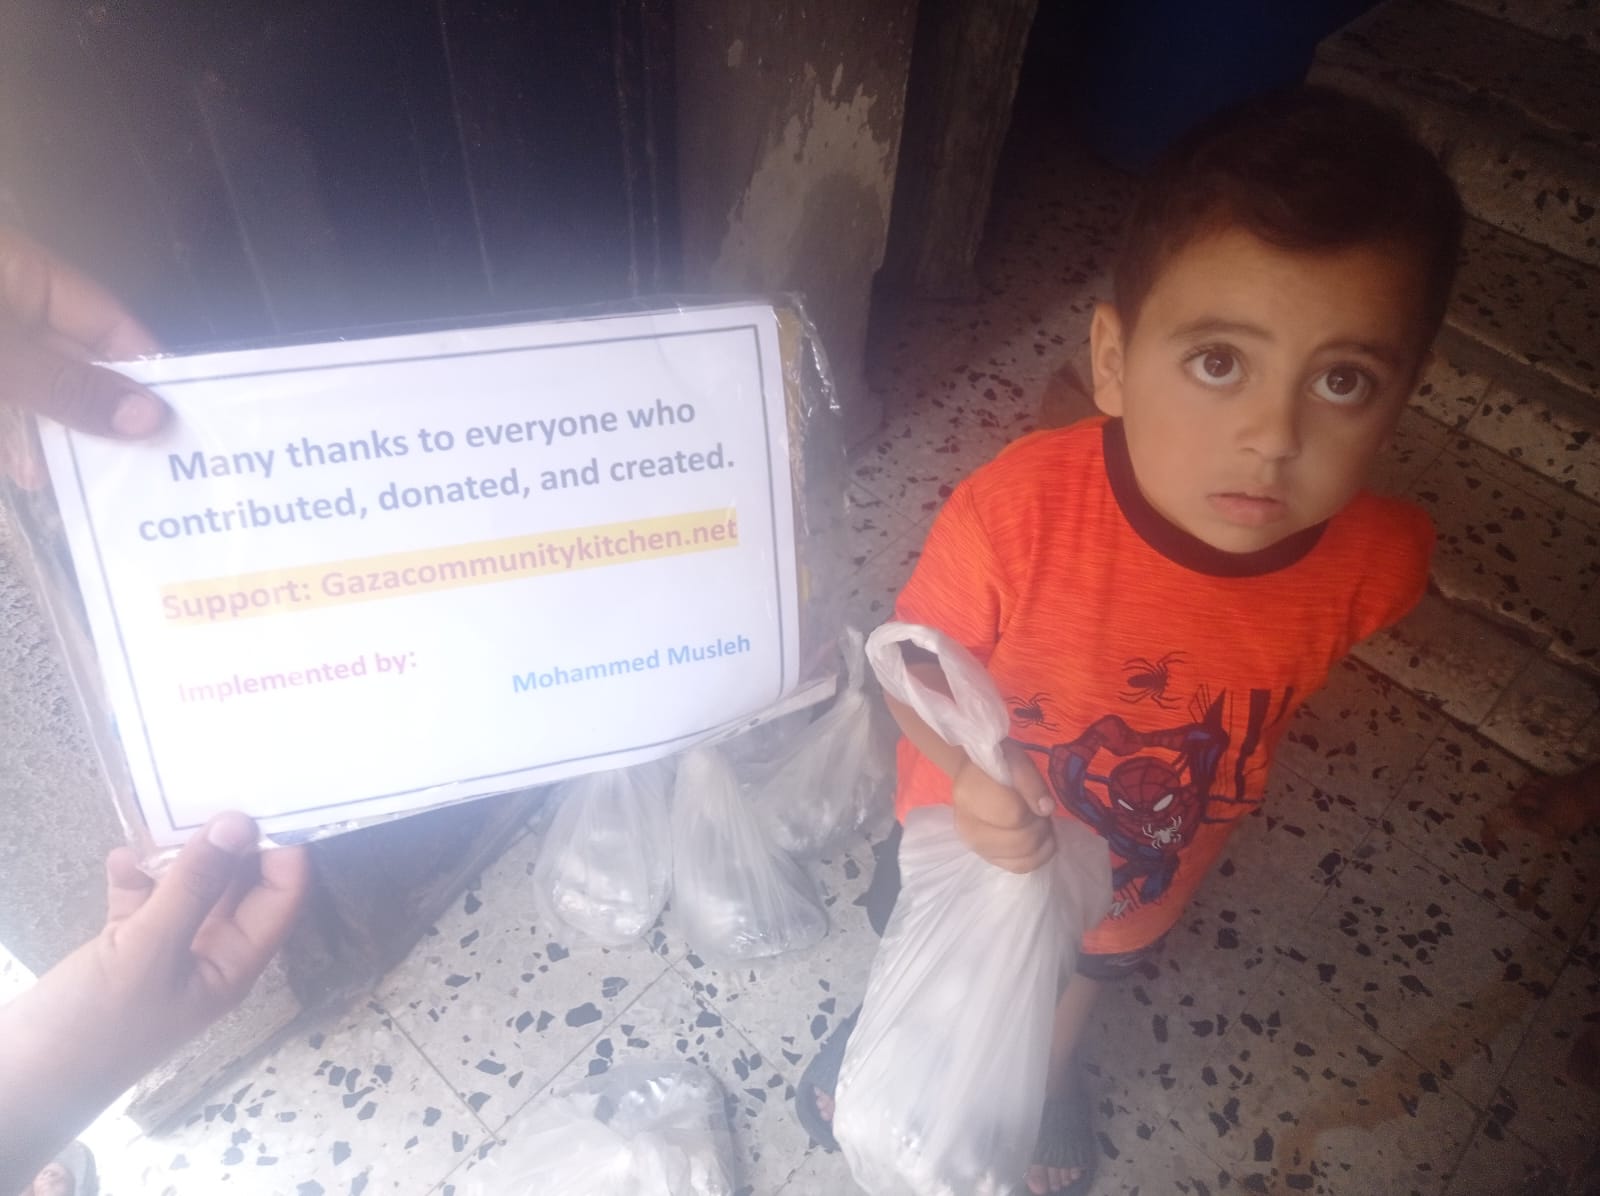 Many thanks to everyone who
contributed, donated, and created.
Support: Gazacommunitykitchen.net
Implemented by:
Mohammed Musleh